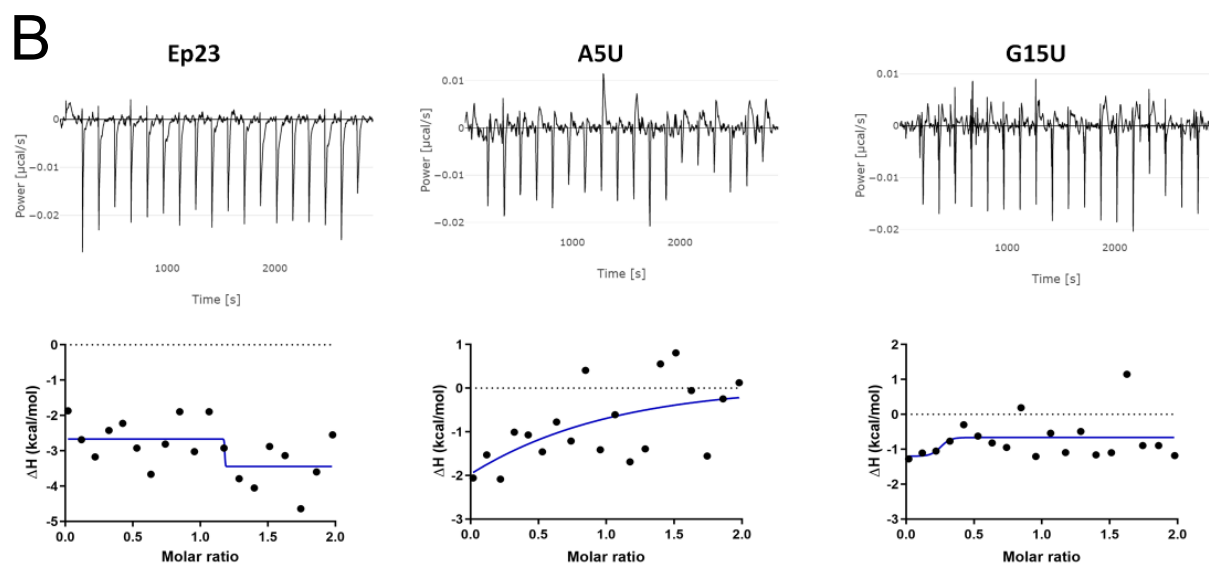 B
Ep23 A5U G15U
0.01 0.01
0 0 0
−0.01 −0.01 −0.01
−0.02 −0.02 −0.02
Power [μcal/s] Power [μcal/s] Power [μcal/s]
1000 2000 1000 2000 1000 2000
Time [s] Time [s] Time [s]
0 -1 -2 -3 -4 -5
ΔH (kcal/mol)
0.0 0.5 1.0 1.5 2.0
Molar ratio
1 0 -1 -2 -3
ΔH (kcal/mol)
0.0 0.5 1.0 1.5 2.0
Molar ratio
2 1 0 -1 -2 -3
ΔH (kcal/mol)
0.0 0.5 1.0 1.5 2.0
Molar ratio